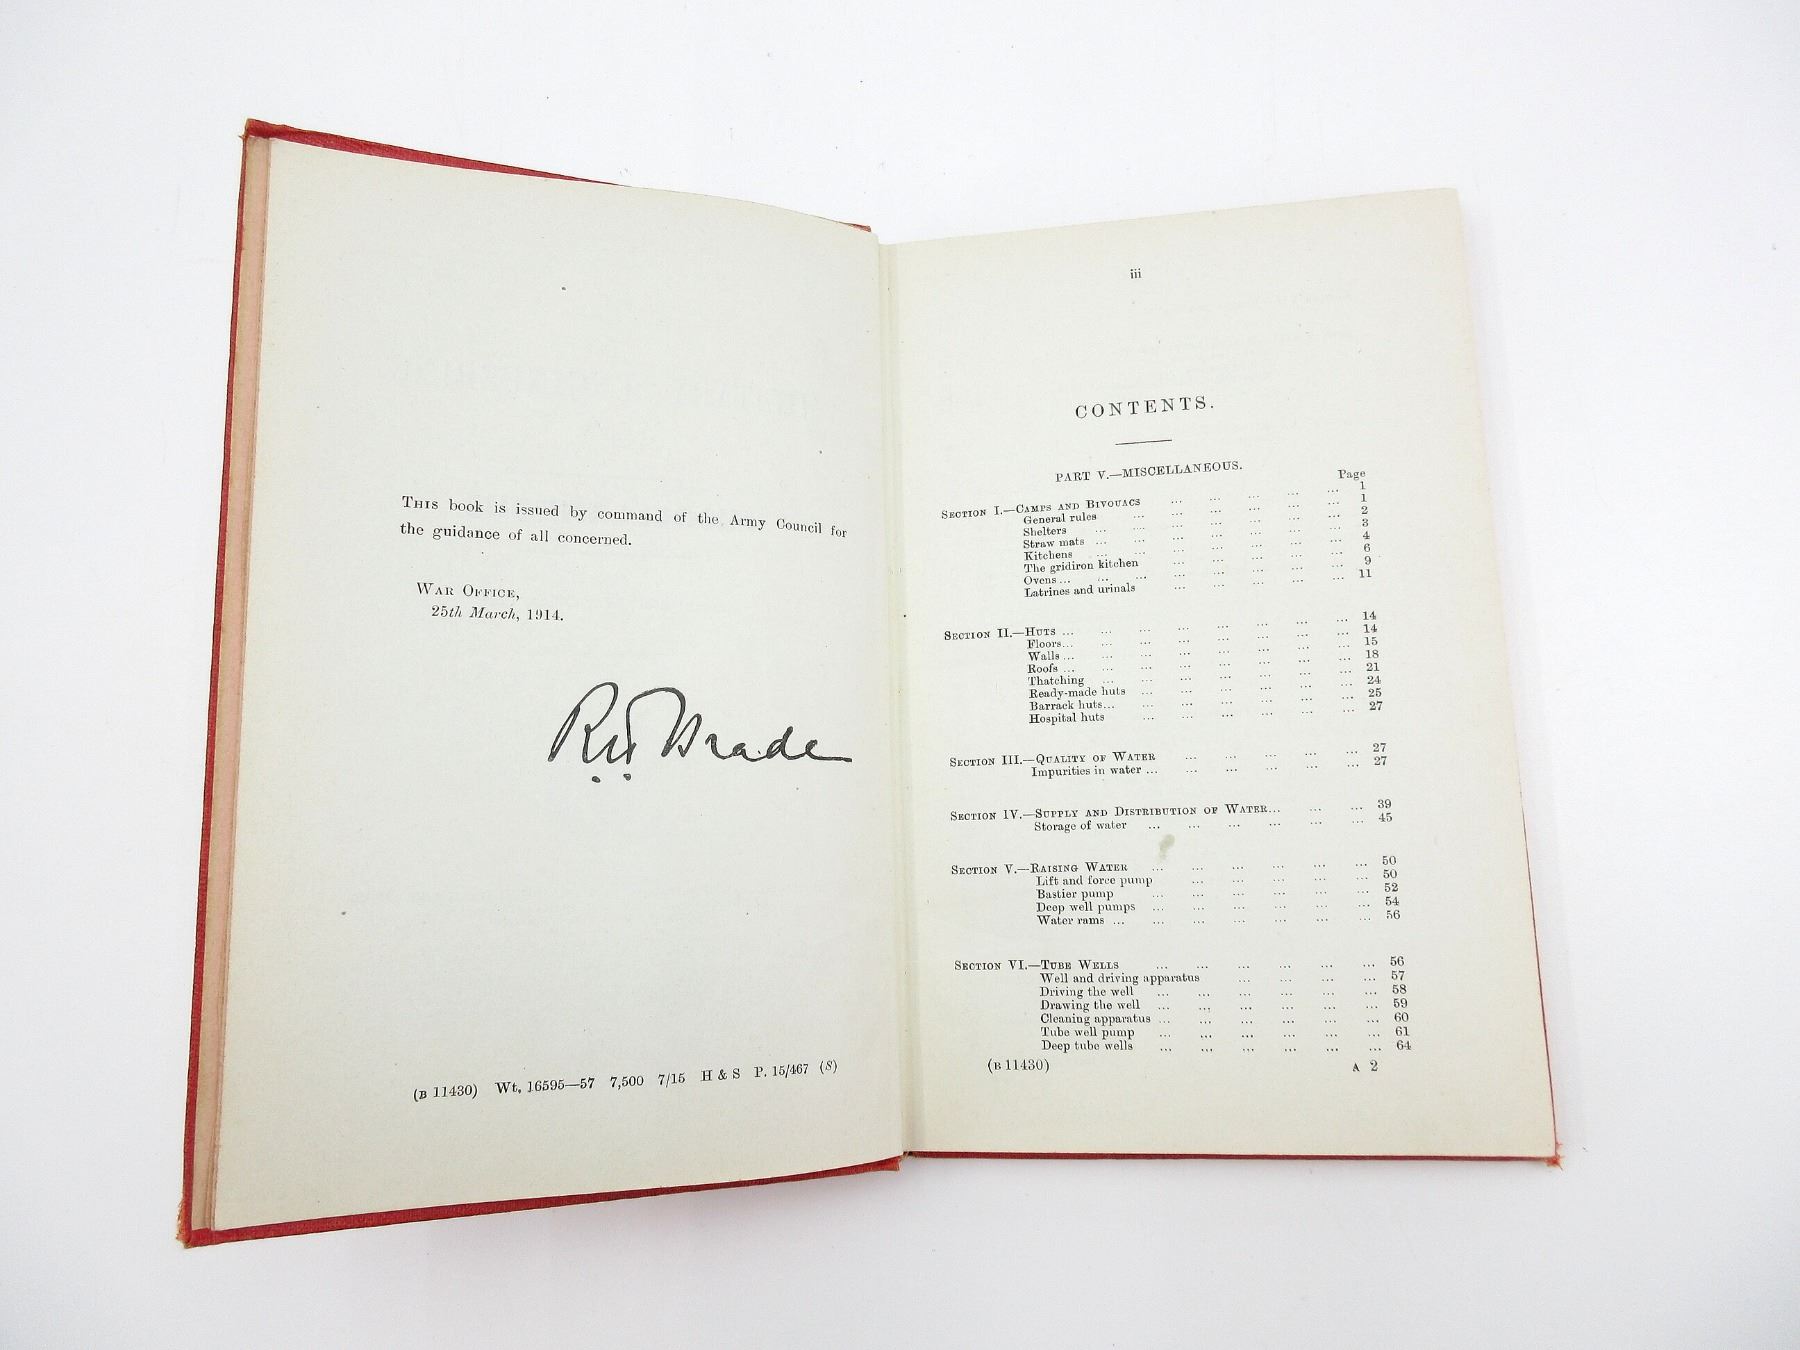 THIS book is issued by command of the Army Council for
the guidance of all concerned.
WAR OFFICE,
25th March, 1914.
R H Brade
(B 11430) Wt. 16595—57 7,500 7/15 H & S P. 15/467 (S)
iii
CONTENTS.
PART V.—MISCELLANEOUS.
Page
SECTION I.—CAMPS AND BIVOUACS ... ... ... ... ... 1
General rules ... ... ... ... ... ... 1
Shelters ... ... ... ... ... ... ... 2
Straw mats ... ... ... ... ... ... ... 3
Kitchens ... ... ... ... ... ... ... 4
The gridiron kitchen ... ... ... ... ... 6
Ovens ... ... ... ... ... ... ... ... 9
Latrines and urinals ... ... ... ... ... 11
SECTION II.—HUTS ... ... ... ... ... ... ... ... 14
Floors... ... ... ... ... ... ... ... 14
Walls ... ... ... ... ... ... ... ... 15
Roofs ... ... ... ... ... ... ... ... 18
Thatching ... ... ... ... ... ... ... 21
Ready-made huts ... ... ... ... ... ... 24
Barrack huts... ... ... ... ... ... ... 25
Hospital huts ... ... ... ... ... ... 27
SECTION III.—QUALITY OF WATER ... ... ... ... ... 27
Impurities in water ... ... ... ... ... ... 27
SECTION IV.—SUPPLY AND DISTRIBUTION OF WATER... ... ... 39
Storage of water ... ... ... ... ... ... 45
SECTION V.—RAISING WATER ... ... ... ... ... ... 50
Lift and force pump ... ... ... ... ... 50
Bastier pump ... ... ... ... ... ... 52
Deep well pumps ... ... ... ... ... ... 54
Water rams ... ... ... ... ... ... ... 56
SECTION VI.—TUBE WELLS ... ... ... ... ... ... 56
Well and driving apparatus ... ... ... ... 57
Driving the well ... ... ... ... ... ... 58
Drawing the well ... ... ... ... ... ... 59
Cleaning apparatus ... ... ... ... ... ... 60
Tube well pump ... ... ... ... ... ... 61
Deep tube wells ... ... ... ... ... ... 64
(B 11430) A 2